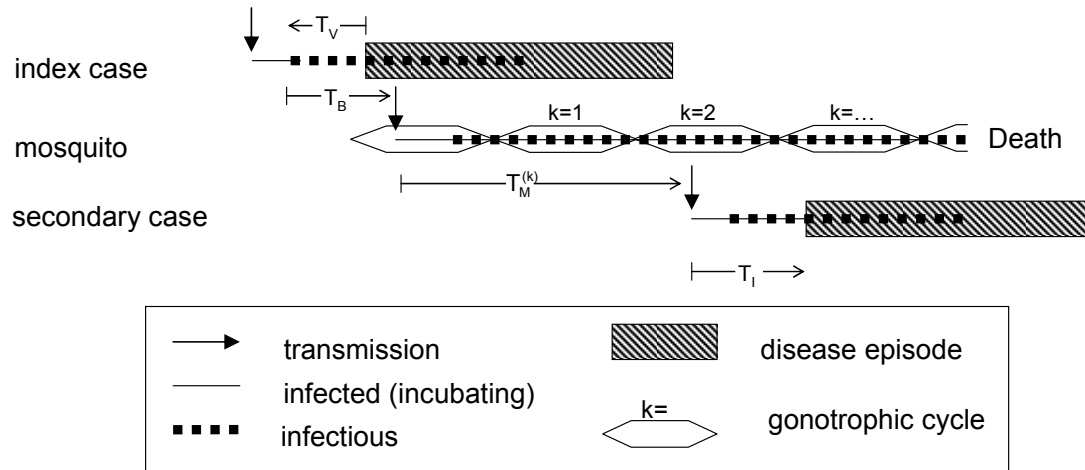 T_V
index case
T_B
k=1 k=2 k=...
mosquito
Death
T_M^(k)
secondary case
T_I
transmission
disease episode
infected (incubating)
k=
gonotrophic cycle
infectious